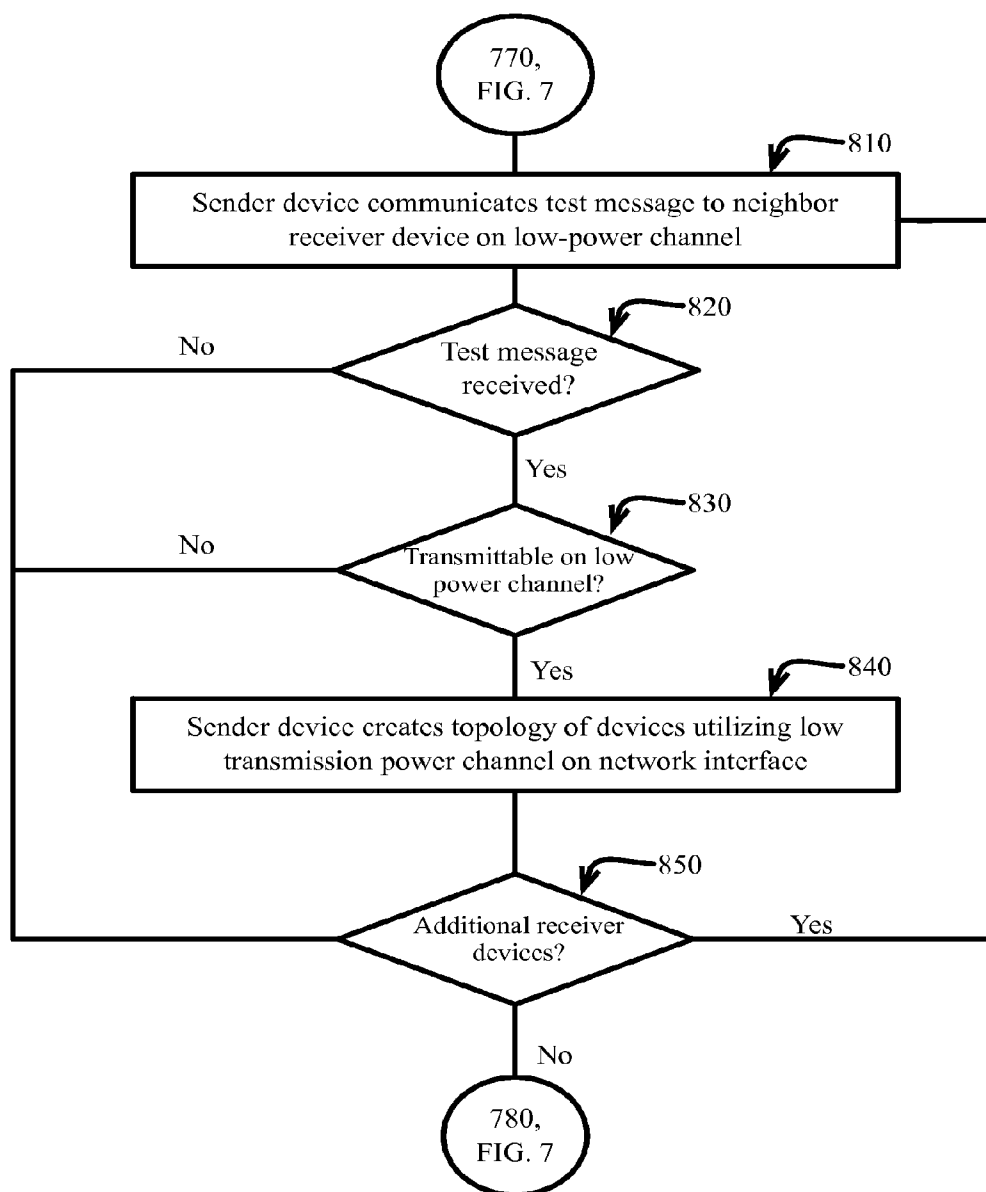 770,
FIG. 7
810
Sender device communicates test message to neighbor
receiver device on low-power channel
820
No
Test message
received?
Yes
830
No
Transmittable on low
power channel?
Yes
840
Sender device creates topology of devices utilizing low
transmission power channel on network interface
850
Additional receiver
devices?
Yes
No
780,
FIG. 7